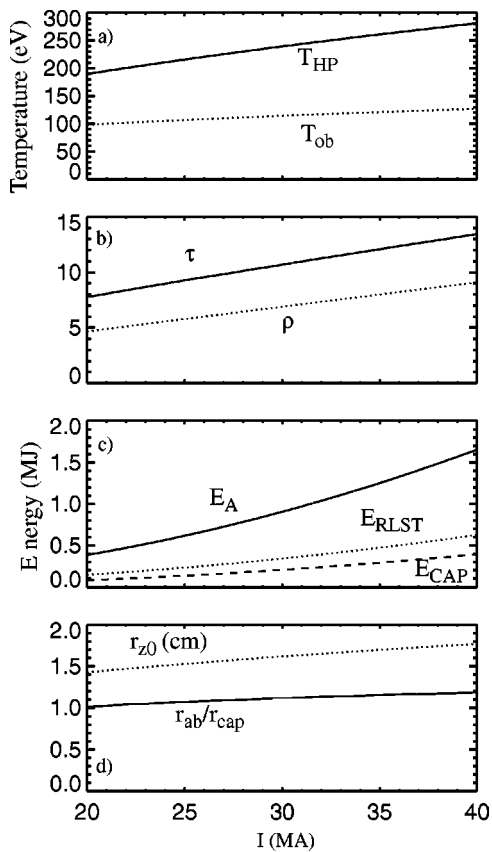 300
a)
250
T_HP
200
150
100
T_ob
50
0
Temperature (eV)
15
b)
τ
10
5
ρ
0
2.0
c)
1.5
E_A
1.0
E_RLST
0.5
E_CAP
0.0
E nergy (MJ)
2.0
r_z0 (cm)
1.5
1.0
r_ab/r_cap
0.5
0.0
d)
20 25 30 35 40
I (MA)